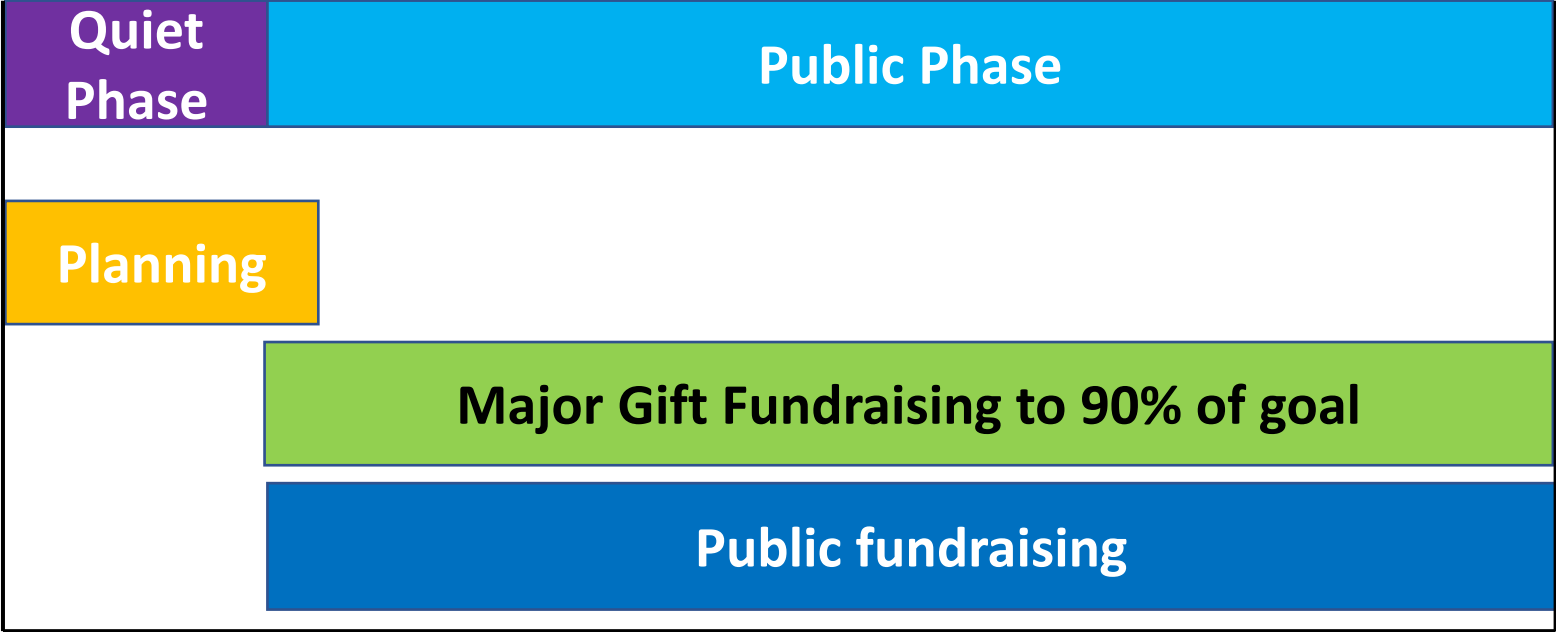 Quiet
Phase
Public Phase
Planning
Major Gift Fundraising to 90% of goal
Public fundraising